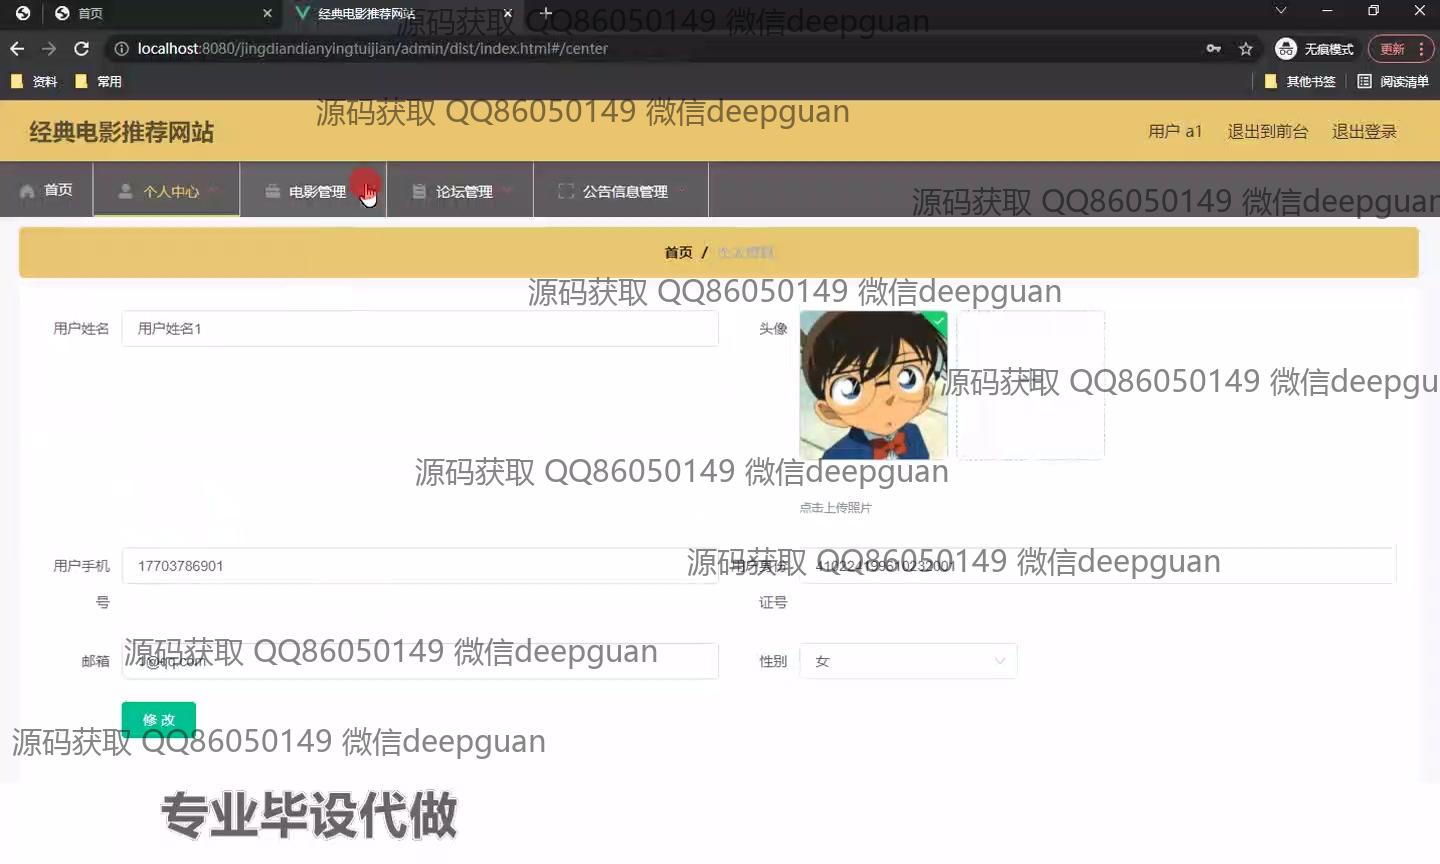 首页
经典电影推荐网站
源码获取 QQ86050149 微信deepguan
localhost:8080/jingdiandianyingtuijian/admin/dist/index.html#/center
无痕模式
更新
资料
常用
其他书签
阅读清单
经典电影推荐网站
源码获取 QQ86050149 微信deepguan
用户 a1
退出到前台
退出登录
首页
个人中心
电影管理
论坛管理
公告信息管理
源码获取 QQ86050149 微信deepguan
首页 /
源码获取 QQ86050149 微信deepguan
用户姓名
用户姓名1
头像
源码获取 QQ86050149 微信deepgu
源码获取 QQ86050149 微信deepguan
点击上传照片
用户手机号
17703786901
源码获取 QQ86050149 微信deepguan
证号
410224199610232001
邮箱
1@qq.com
源码获取 QQ86050149 微信deepguan
性别
女
修改
源码获取 QQ86050149 微信deepguan
专业毕设代做